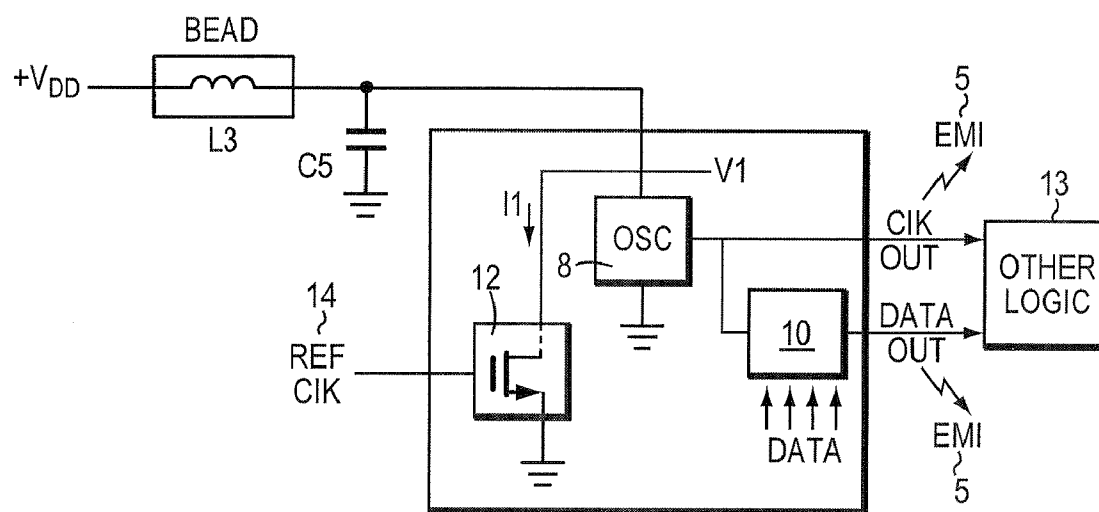 BEAD
+VDD
L3
C5
V1
I1
OSC
8
12
14
REF
CIK
10
DATA
5
EMI
CIK
OUT
DATA
OUT
13
OTHER
LOGIC
EMI
5